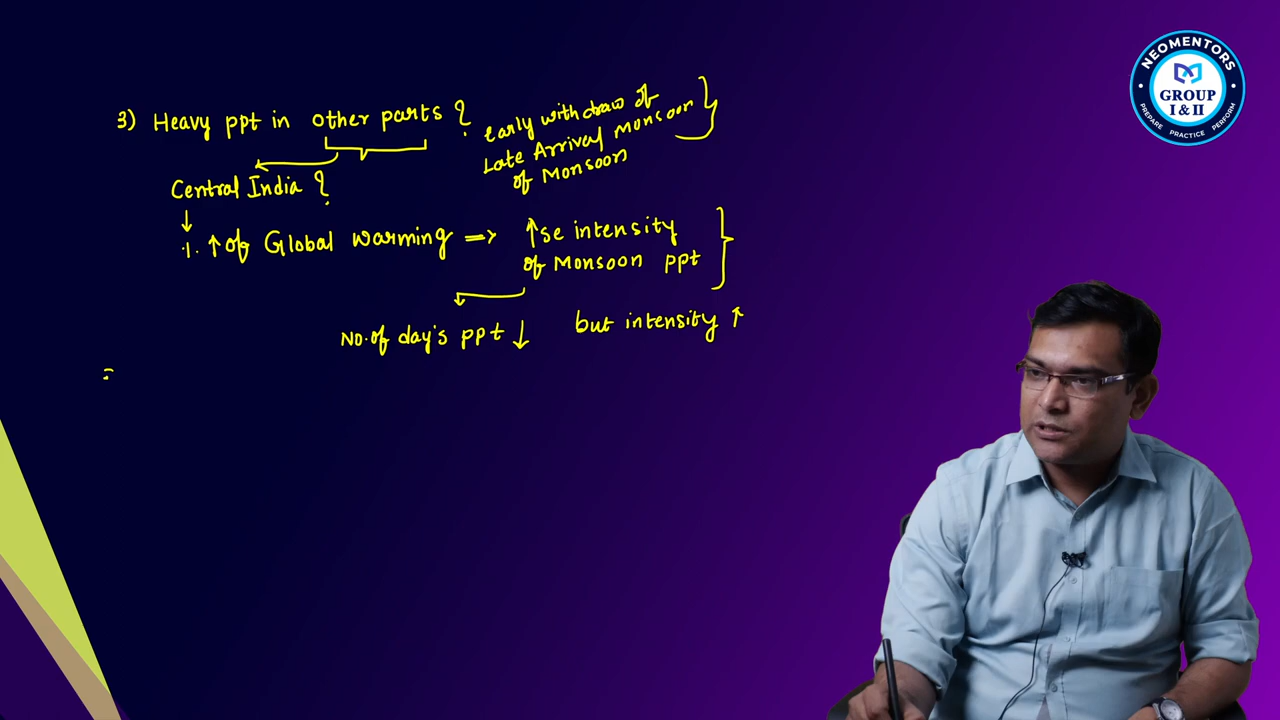 3) Heavy ppt in other parts ?
early withdraw of
Late Arrival monsoon
of Monsoon
Central India ?
↓
1. ↑ of Global warming => ↑se intensity
of Monsoon ppt
No. of day's ppt ↓ but intensity ↑
=
NEOMENTORS
GROUP
I & II
PREPARE PRACTICE PERFORM